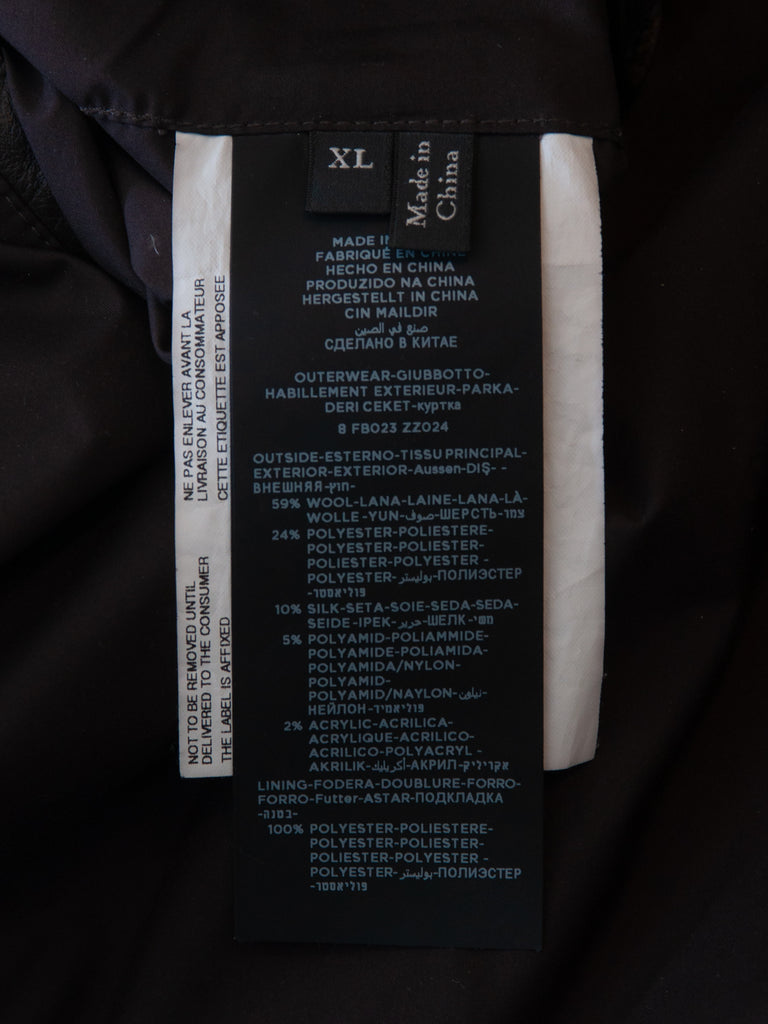 XL
Made in
China
MADE IN
FABRIQUÉ EN CHINE
HECHO EN CHINA
PRODUZIDO NA CHINA
HERGESTELLT IN CHINA
CIN MAILDIR
صنع في الصين
СДЕЛАНО В КИТАЕ
OUTERWEAR-GIUBBOTTO-
HABILLEMENT EXTERIEUR-PARKA-
DERI CEKET-куртка
8 FB023 ZZ024
OUTSIDE-ESTERNO-TISSU PRINCIPAL-
EXTERIOR-EXTERIOR-Aussen-DIŞ- -
ВНЕШНЯЯ-חוץ-
59% WOOL-LANA-LAINE-LANA-LÀ-
WOLLE -YUN-صوف-ШЕРСТЬ-צמר
24% POLYESTER-POLIESTERE-
POLYESTER-POLIESTER-
POLIESTER-POLYESTER -
POLYESTER-بوليستر-ПОЛИЭСТЕР
-פוליאסטר
10% SILK-SETA-SOIE-SEDA-SEDA-
SEIDE-IPEK-حرير-ШЕЛК-משי
5% POLYAMID-POLIAMMIDE-
POLYAMIDE-POLIAMIDA-
POLYAMIDA/NYLON-
POLYAMID-
POLYAMID/NAYLON-نيلون-
НЕЙЛОН-פוליאמיד
2% ACRYLIC-ACRILICA-
ACRYLIQUE-ACRILICO-
ACRILICO-POLYACRYL -
AKRILIK-أكريليك-АКРИЛ-אקריליק
LINING-FODERA-DOUBLURE-FORRO-
FORRO-Futter-ASTAR-ПОДКЛАДКА
-בטנה-
100% POLYESTER-POLIESTERE-
POLYESTER-POLIESTER-
POLIESTER-POLYESTER -
POLYESTER-بوليستر-ПОЛИЭСТЕР
-פוליאסטר
NE PAS ENLEVER AVANT LA
LIVRAISON AU CONSOMMATEUR
CETTE ETIQUETTE EST APPOSEE
NOT TO BE REMOVED UNTIL
DELIVERED TO THE CONSUMER
THE LABEL IS AFFIXED